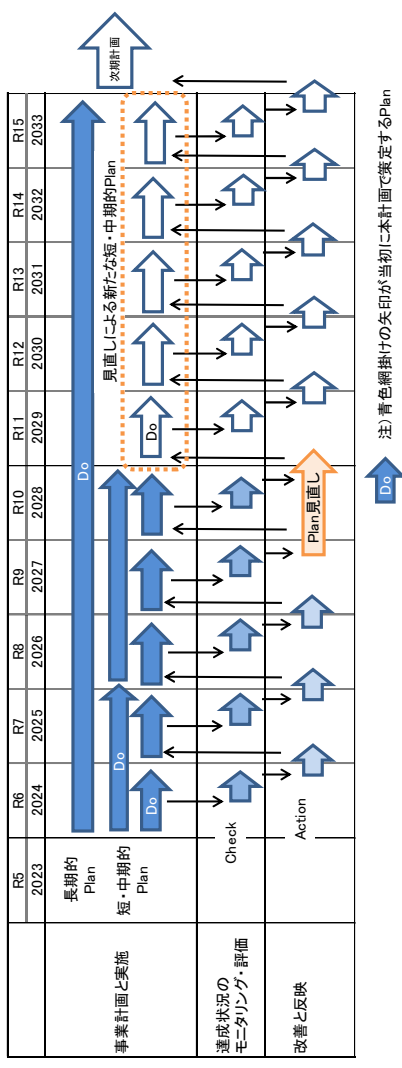 R5 R6 R7 R8 R9 R10 R11 R12 R13 R14 R15
2023 2024 2025 2026 2027 2028 2029 2030 2031 2032 2033
事業計画と実施
長期的
Plan
Do
次期計画
短・中期的
Plan
Do
Do
見直しによる新たな短・中期的Plan
Do
達成状況の
モニタリング・評価
Check
改善と反映
Action
Plan見直し
Do
注）青色網掛けの矢印が当初に本計画で策定するPlan